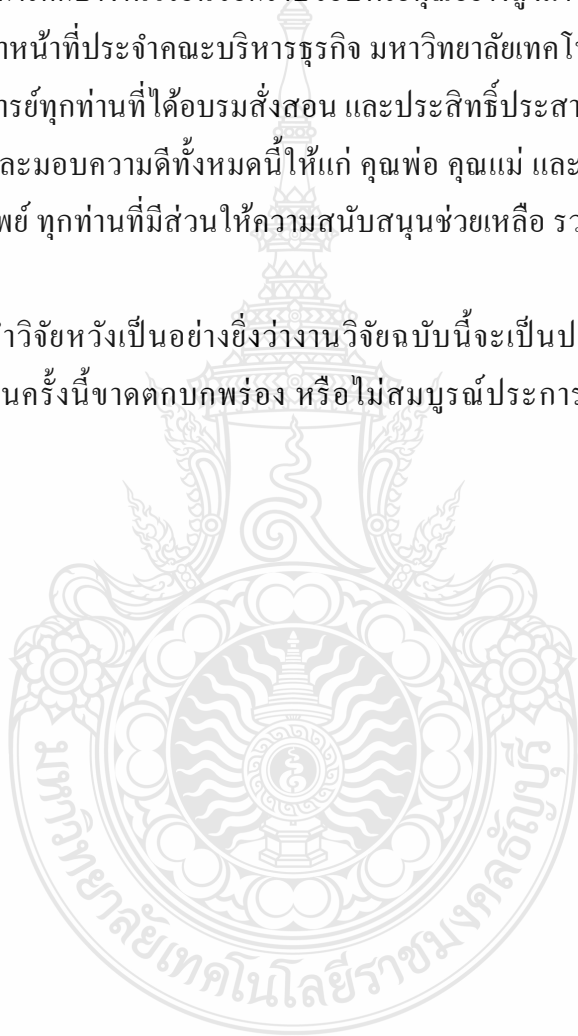 าหน้าที่ประจำคณะบริหารธุรกิจ มหาวิทยาลัยเทคโน
ารย์ทุกท่านที่ได้อบรมสั่งสอน และประสิทธิ์ประสา
ละมอบความดีทั้งหมดนี้ให้แก่ คุณพ่อ คุณแม่ และ
พย์ ทุกท่านที่มีส่วนให้ความสนับสนุนช่วยเหลือ รว
ำวิจัยหวังเป็นอย่างยิ่งว่างานวิจัยฉบับนี้จะเป็นป
นครั้งนี้ขาดตกบกพร่อง หรือไม่สมบูรณ์ประการ
มหาวิทยาลัยเทคโนโลยีราชมงคลธัญบุรี